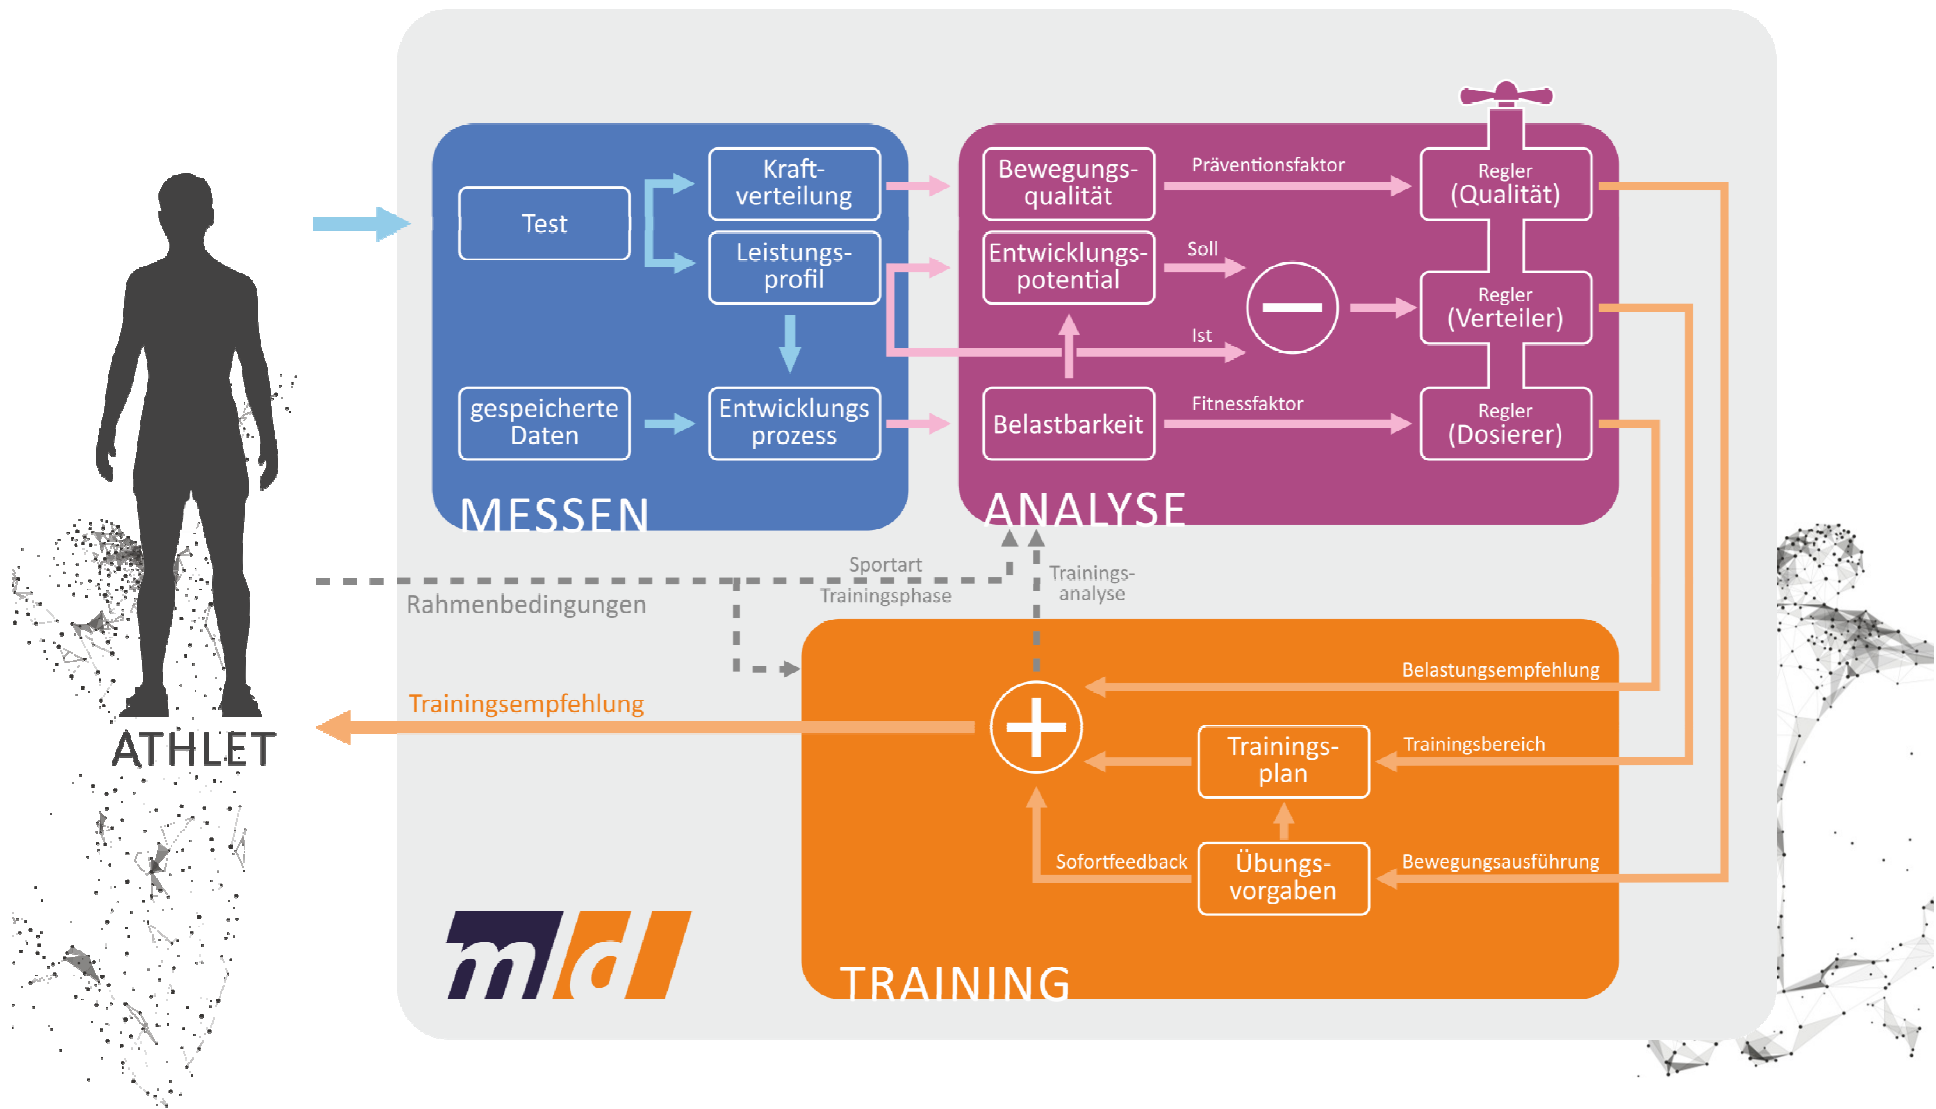 Kraft-
verteilung
Test
Leistungs-
profil
gespeicherte
Daten
Entwicklungs
prozess
MESSEN
Bewegungs-
qualität
Präventionsfaktor
Regler
(Qualität)
Entwicklungs-
potential
Soll
Ist
Regler
(Verteiler)
Belastbarkeit
Fitnessfaktor
Regler
(Dosierer)
ANALYSE
Sportart
Trainingsphase
Rahmenbedingungen
Trainings-
analyse
Trainingsempfehlung
ATHLET
Belastungsempfehlung
Trainings-
plan
Trainingsbereich
Sofortfeedback
Übungs-
vorgaben
Bewegungsausführung
TRAINING
mdi